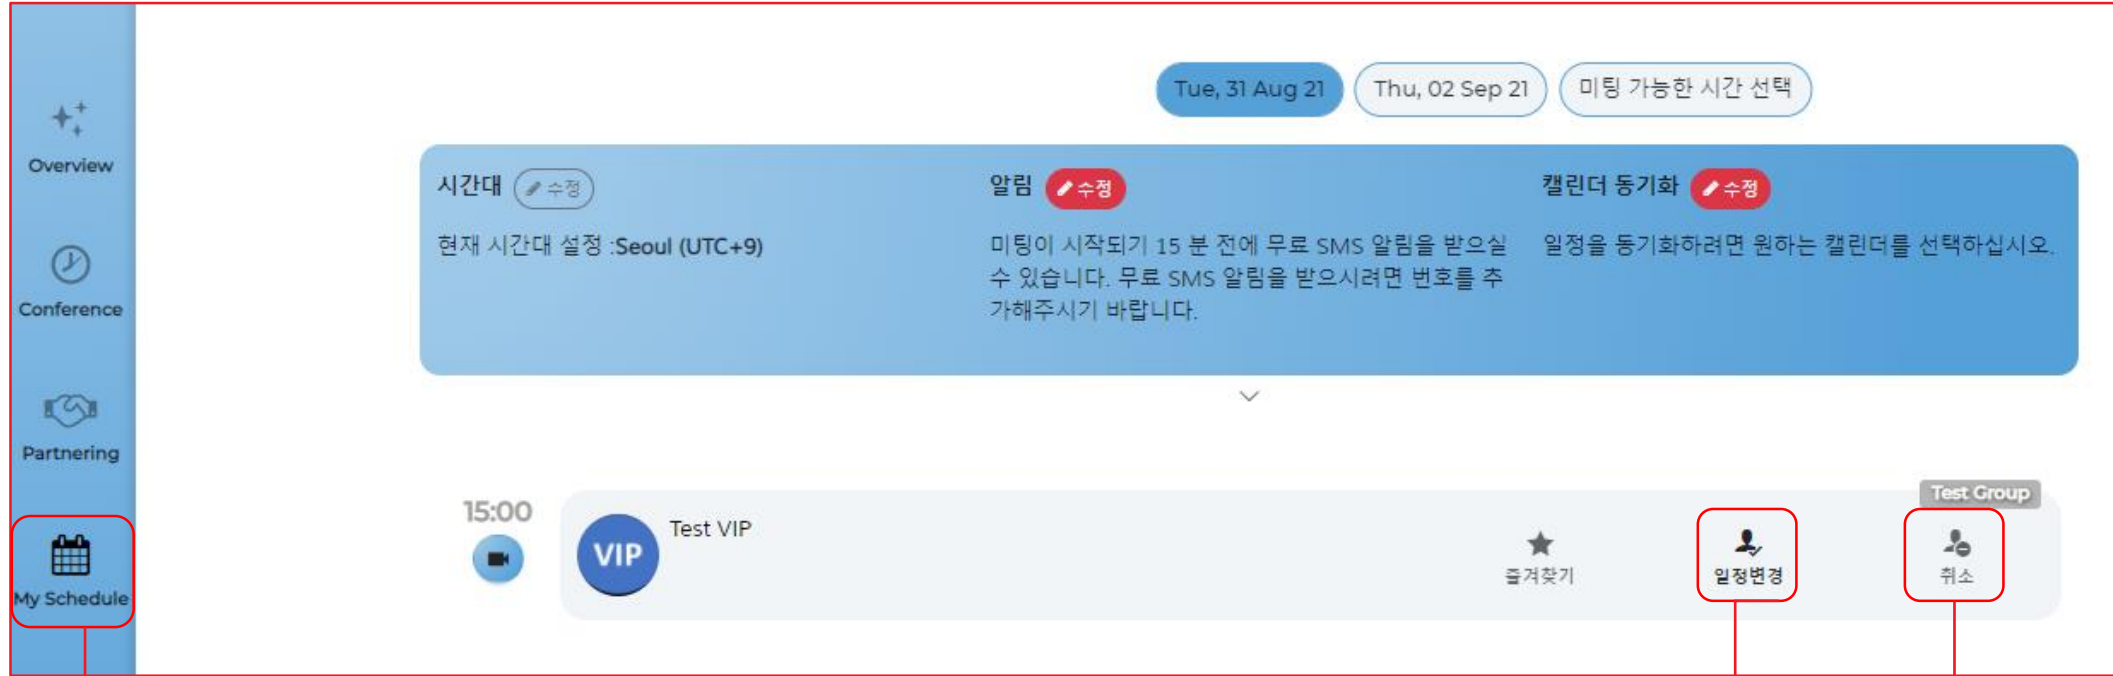 Overview
Conference
Partnering
My Schedule
Tue, 31 Aug 21
Thu, 02 Sep 21
미팅 가능한 시간 선택
시간대 수정
현재 시간대 설정 :Seoul (UTC+9)
알림 수정
미팅이 시작되기 15 분 전에 무료 SMS 알림을 받으실
수 있습니다. 무료 SMS 알림을 받으시려면 번호를 추
가해주시기 바랍니다.
캘린더 동기화 수정
일정을 동기화하려면 원하는 캘린더를 선택하십시오.
15:00
VIP
Test VIP
Test Group
즐겨찾기
일정변경
취소